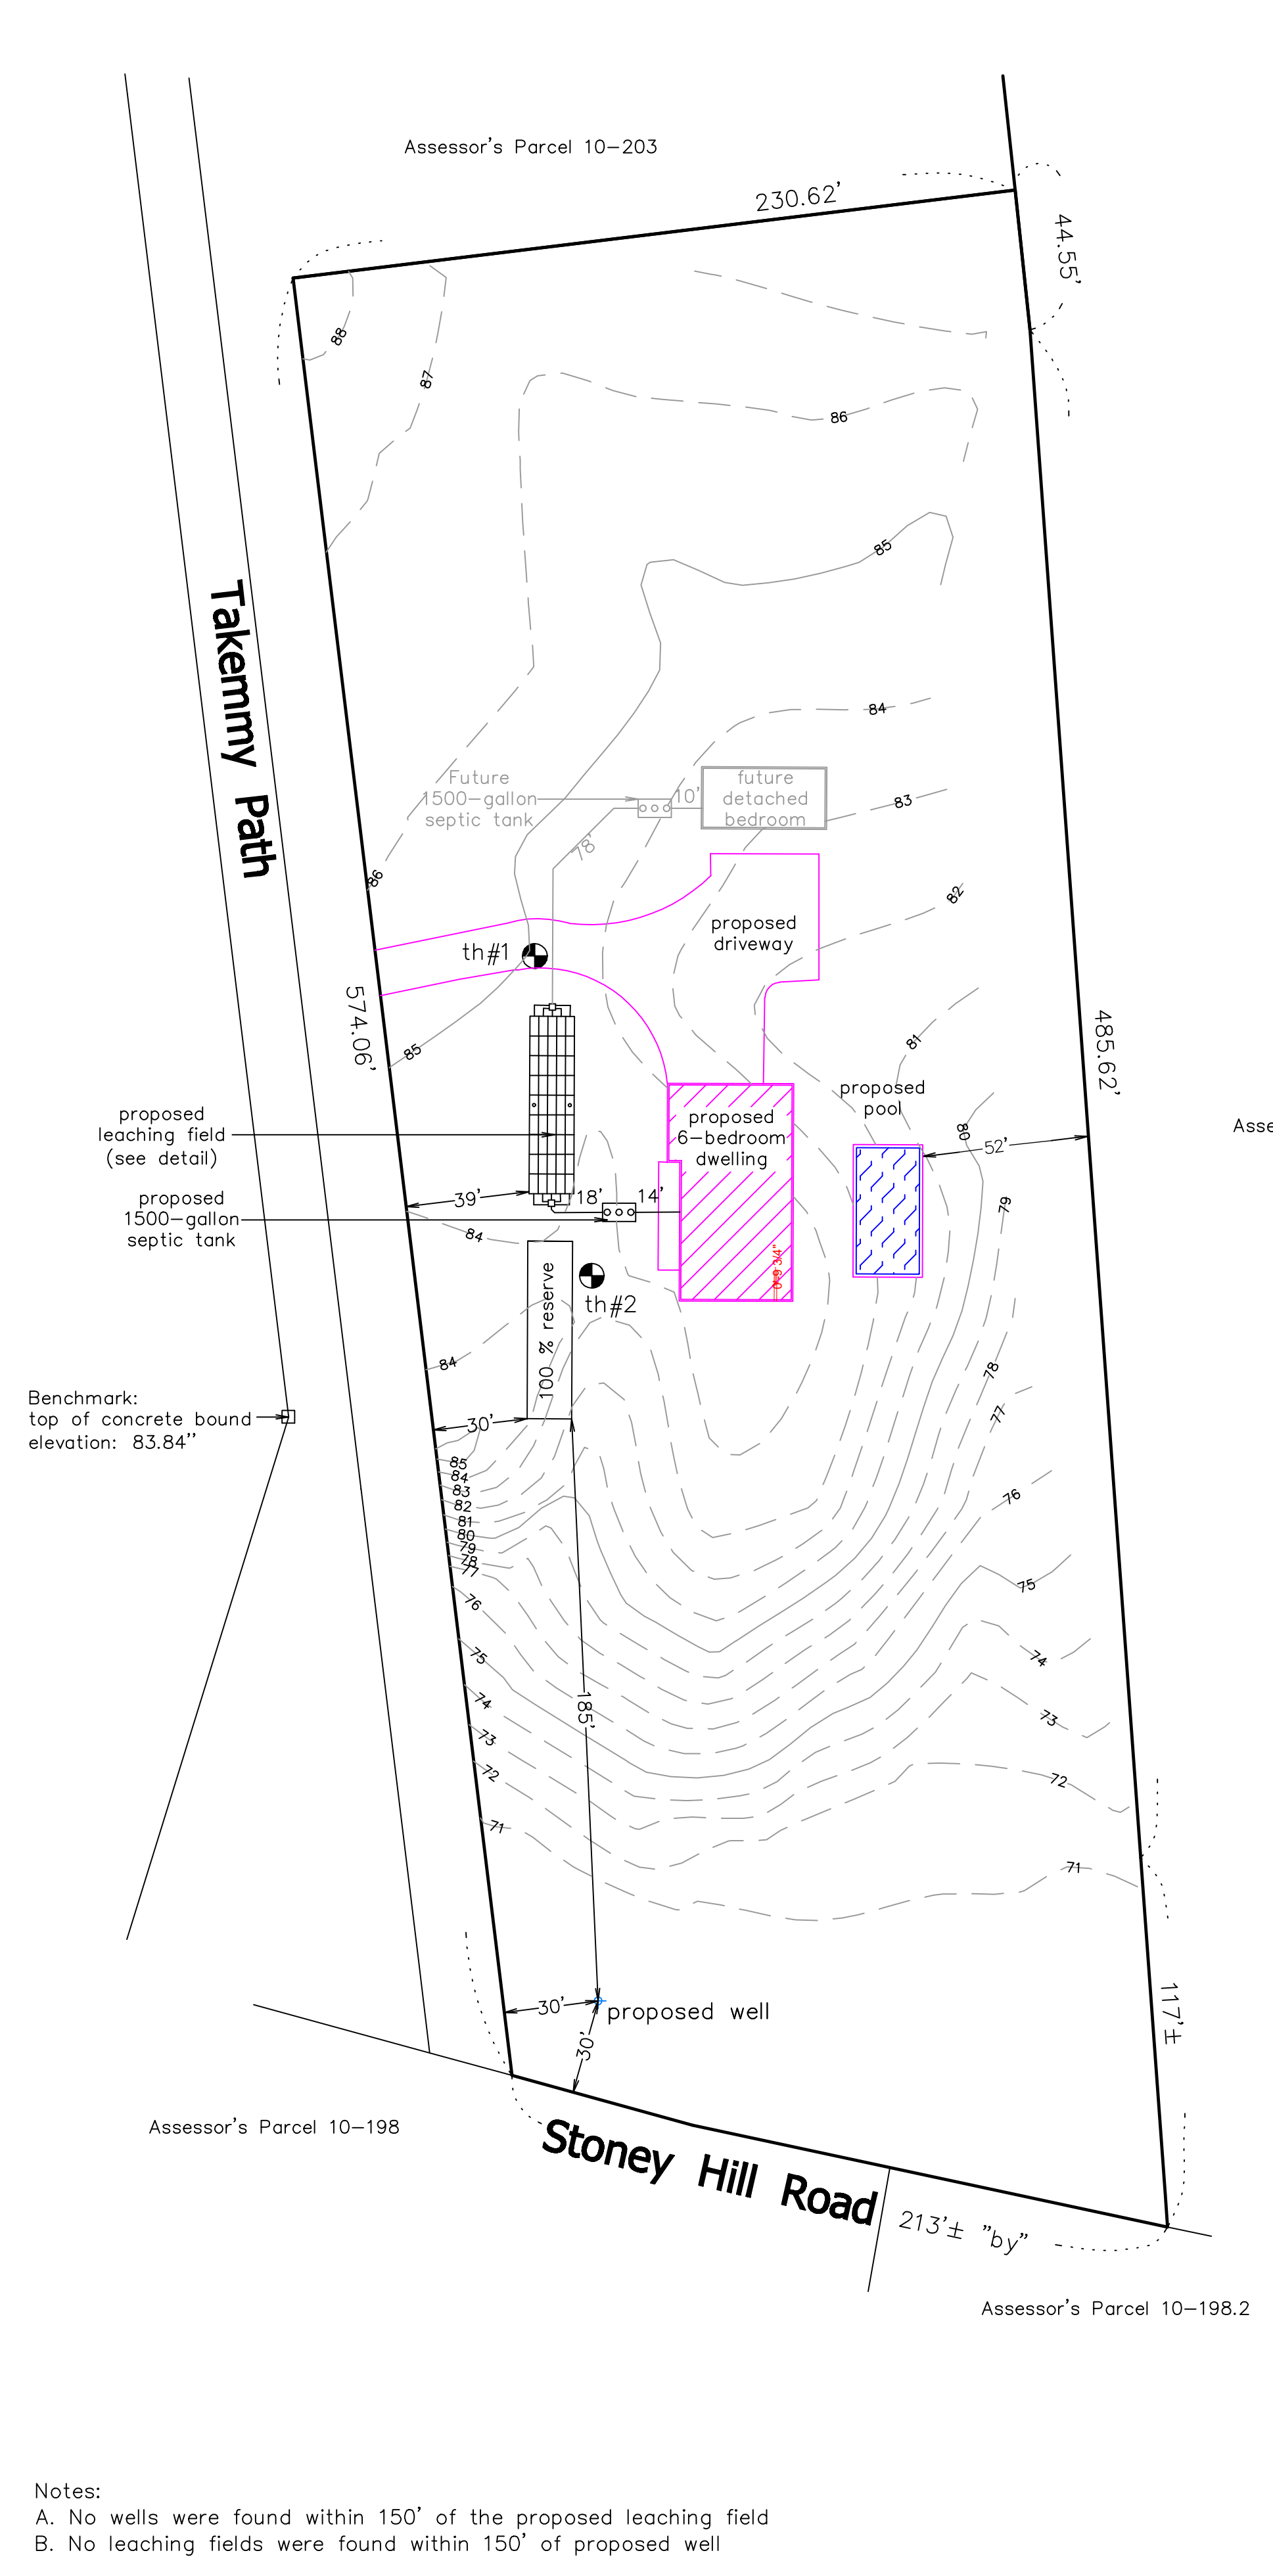 Assessor's Parcel 10-203
230.62'
44.55'
88
87
86
85
84
Takemmy Path
Future
1500-gallon
septic tank
10'
future
detached
bedroom
83
78'
86
82
proposed
driveway
th#1
574.06'
485.62'
81
85
proposed
pool
proposed
leaching field
(see detail)
proposed
6-bedroom
dwelling
80
52'
Asse
proposed
1500-gallon
septic tank
39'
18'
14'
79
84
0'-9 3/4"
th#2
100 % reserve
84
78
Benchmark:
top of concrete bound
elevation: 83.84''
30'
77
85
84
83
82
81
80
79
78
77
76
76
75
75
74
74
185'
73
73
72
72
71
71
30'
proposed well
30'
117'±
Assessor's Parcel 10-198
Stoney Hill Road
213'± "by"
Assessor's Parcel 10-198.2
Notes:
A. No wells were found within 150' of the proposed leaching field
B. No leaching fields were found within 150' of proposed well